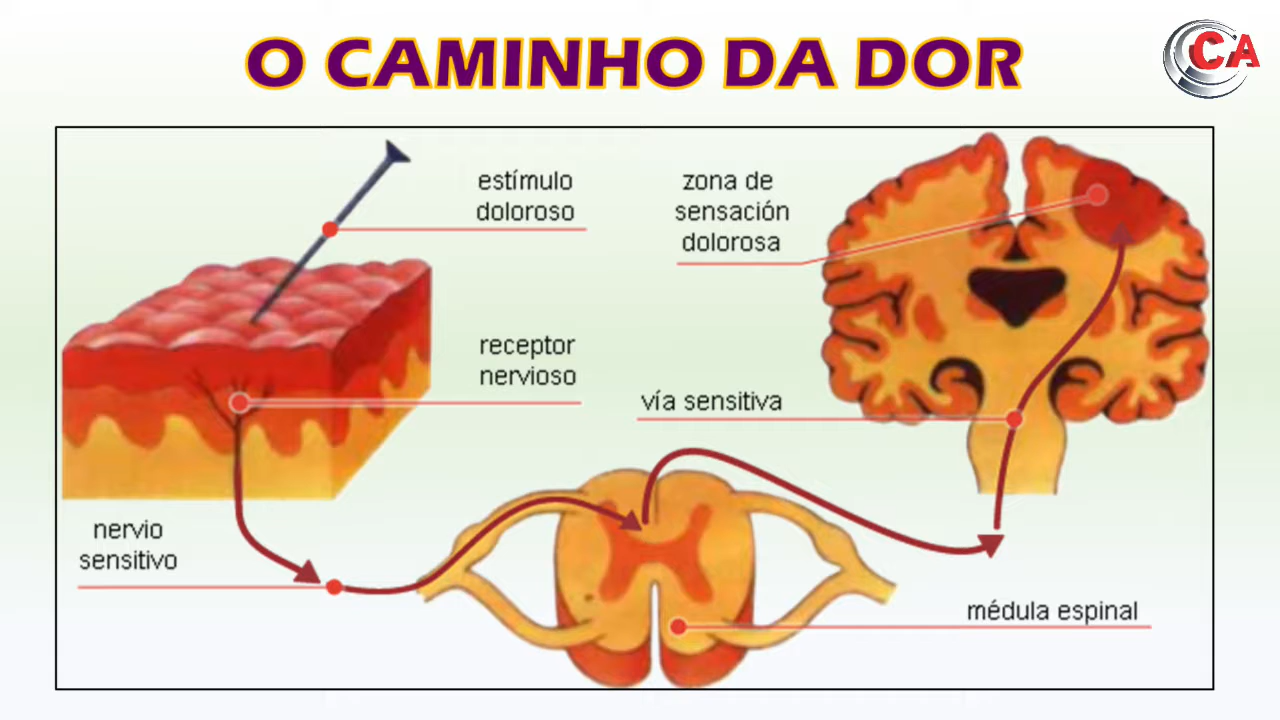 O CAMINHO DA DOR
CA
estímulo
doloroso
zona de
sensación
dolorosa
receptor
nervioso
vía sensitiva
nervio
sensitivo
médula espinal